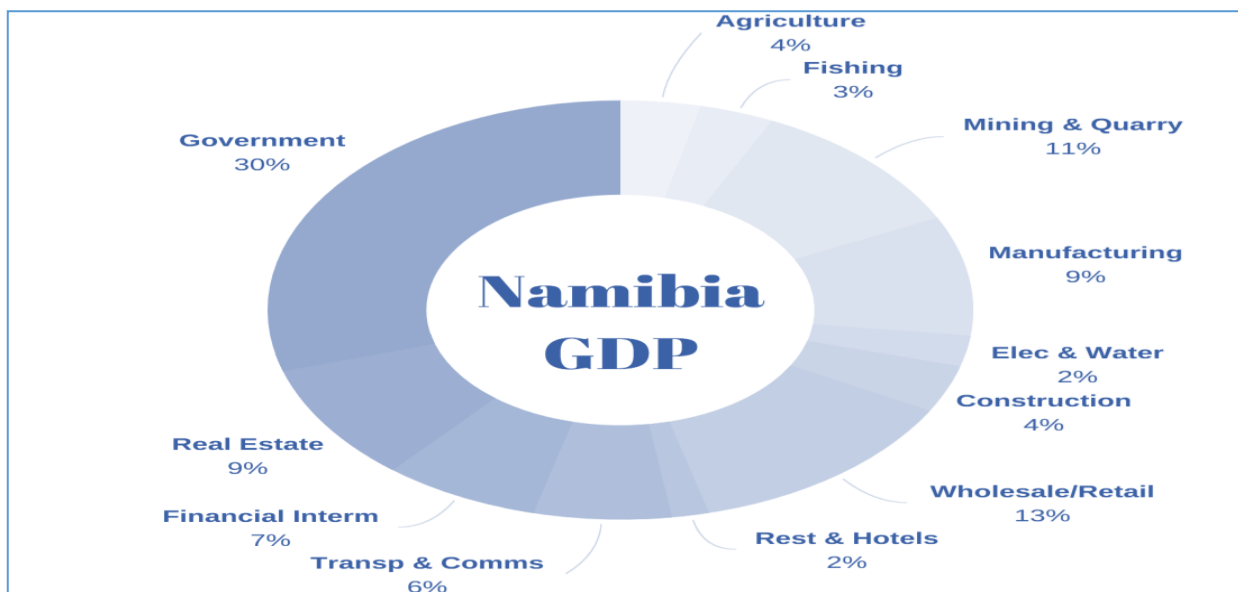 Agriculture
4%
Fishing
3%
Mining & Quarry
11%
Manufacturing
9%
Elec & Water
2%
Construction
4%
Wholesale/Retail
13%
Rest & Hotels
2%
Transp & Comms
6%
Financial Interm
7%
Real Estate
9%
Government
30%
Namibia
GDP